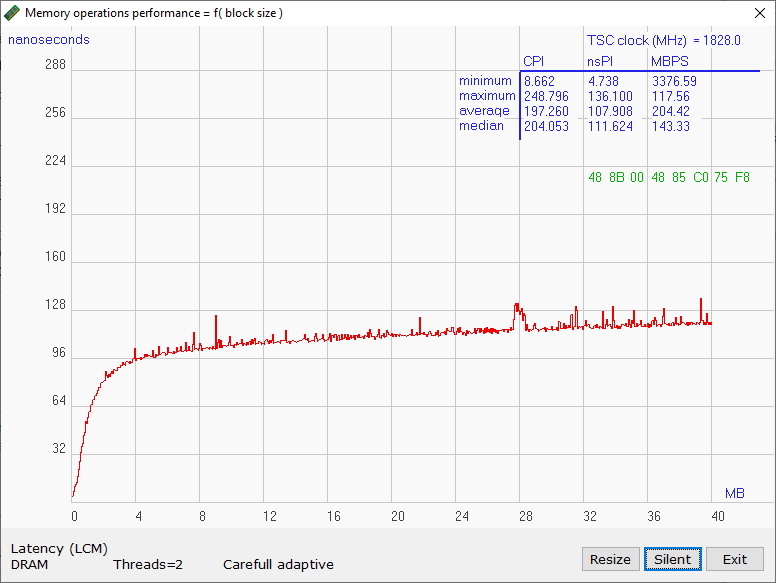 Memory operations performance = f( block size )
nanoseconds
TSC clock (MHz) = 1828.0
CPI nsPI MBPS
minimum 8.662 4.738 3376.59
maximum 248.796 136.100 117.56
average 197.260 107.908 204.42
median 204.053 111.624 143.33
48 8B 00 48 85 C0 75 F8
288
256
224
192
160
128
96
64
32
MB
0 4 8 12 16 20 24 28 32 36 40
Latency (LCM)
DRAM Threads=2 Carefull adaptive
Resize Silent Exit